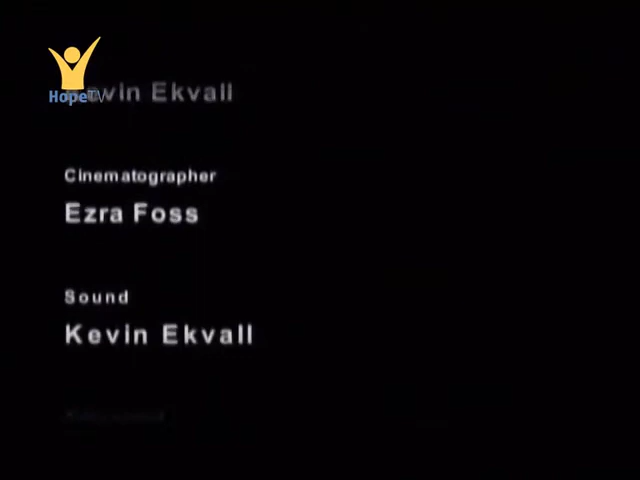 HopeTV
Kevin Ekvall
Cinematographer
Ezra Foss
Sound
Kevin Ekvall